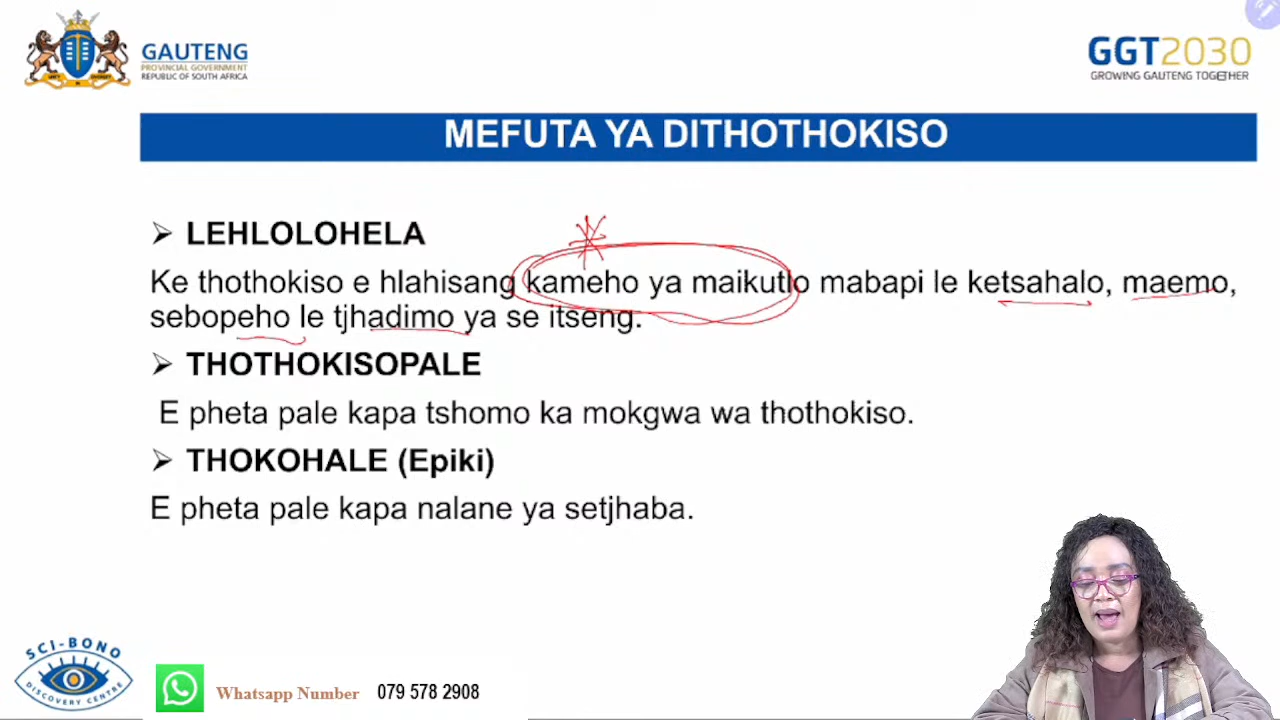 GAUTENG
PROVINCIAL GOVERNMENT
REPUBLIC OF SOUTH AFRICA
GGT2030
GROWING GAUTENG TOGETHER
MEFUTA YA DITHOTHOKISO
➢ LEHLOLOHELA
Ke thothokiso e hlahisang kameho ya maikutlo mabapi le ketsahalo, maemo,
sebopeho le tjhadimo ya se itseng.
➢ THOTHOKISOPALE
E pheta pale kapa tshomo ka mokgwa wa thothokiso.
➢ THOKOHALE (Epiki)
E pheta pale kapa nalane ya setjhaba.
SCI-BONO
DISCOVERY CENTRE
Whatsapp Number 079 578 2908